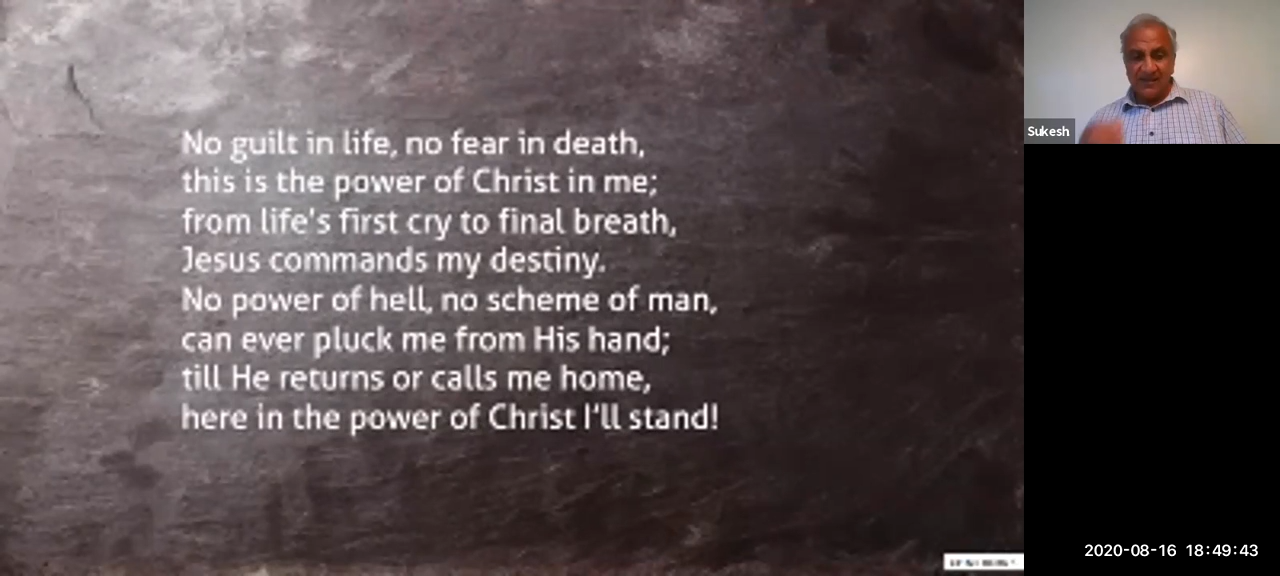 No guilt in life, no fear in death,
this is the power of Christ in me;
from life's first cry to final breath,
Jesus commands my destiny.
No power of hell, no scheme of man,
can ever pluck me from His hand;
till He returns or calls me home,
here in the power of Christ I'll stand!
Sukesh
2020-08-16 18:49:43